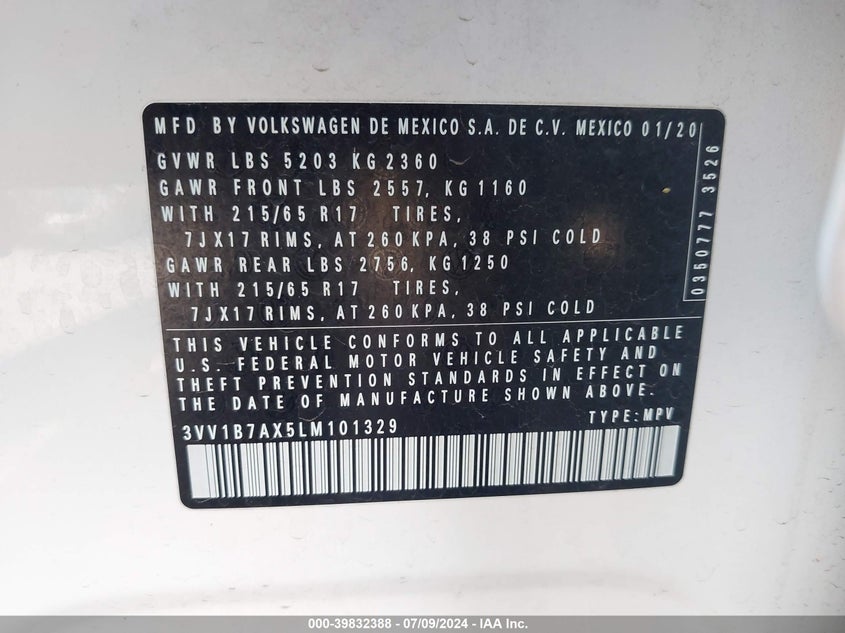 MFD BY VOLKSWAGEN DE MEXICO S.A. DE C.V. MEXICO 01/20
GVWR LBS 5203 KG 2360
GAWR FRONT LBS 2557, KG 1160
WITH 215/65 R17 TIRES,
7JX17 RIMS, AT 260 KPA, 38 PSI COLD
GAWR REAR LBS 2756, KG 1250
WITH 215/65 R17 TIRES,
7JX17 RIMS, AT 260 KPA, 38 PSI COLD
0350777 3526
THIS VEHICLE CONFORMS TO ALL APPLICABLE
U.S. FEDERAL MOTOR VEHICLE SAFETY AND
THEFT PREVENTION STANDARDS IN EFFECT ON
THE DATE OF MANUFACTURE SHOWN ABOVE.
3VV1B7AX5LM101329 TYPE: MPV
000-39832388 - 07/09/2024 - IAA Inc.